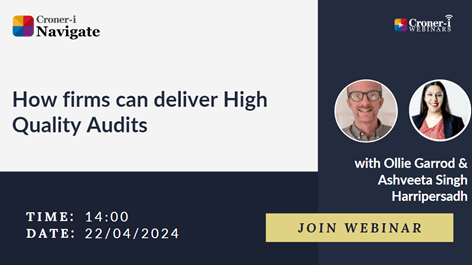 Croner-i
Navigate
Croner-i
WEBINARS
How firms can deliver High
Quality Audits
with Ollie Garrod &
Ashveeta Singh
Harripersadh
TIME: 14:00
DATE: 22/04/2024
JOIN WEBINAR